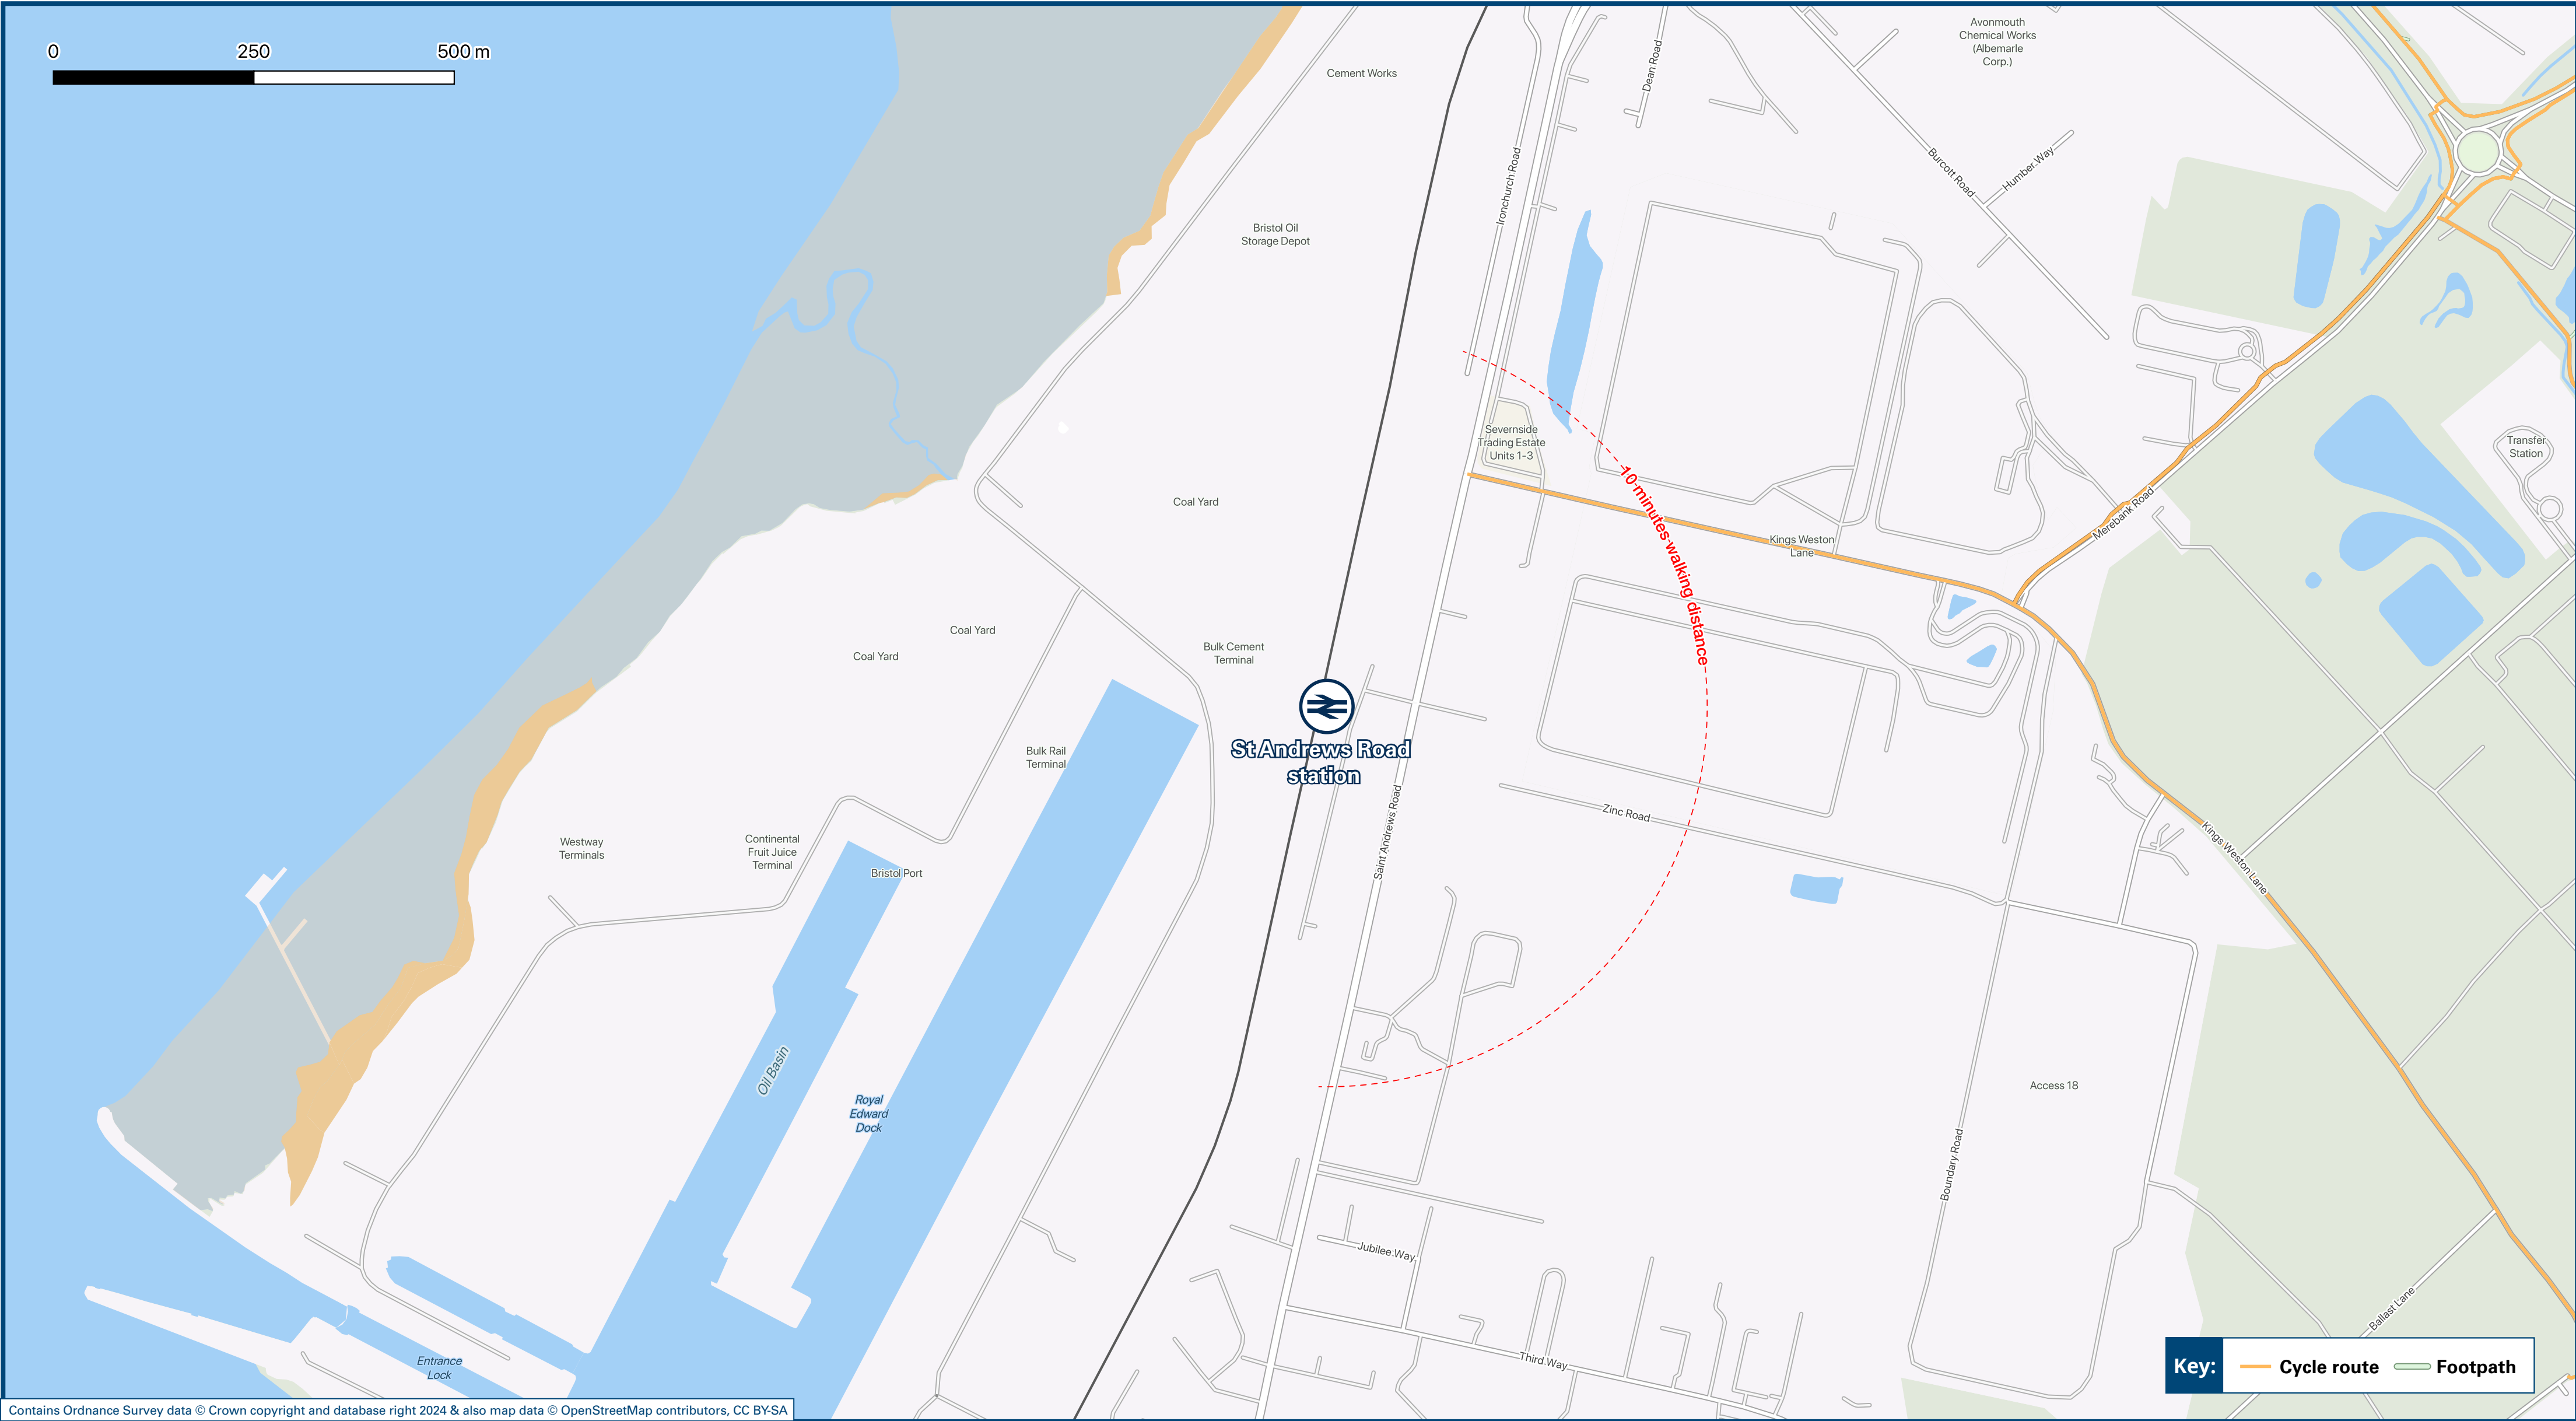 0 250 500 m
Cement Works
Dean Road
Avonmouth
Chemical Works
(Albemarle
Corp.)
Ironchurch Road
Burcott Road
Humber Way
Bristol Oil
Storage Depot
Severnside
Trading Estate
Units 1-3
Transfer
Station
10 minutes walking distance
Coal Yard
Kings Weston
Lane
Merebank Road
Coal Yard
Coal Yard
Bulk Cement
Terminal
St Andrews Road
station
Bulk Rail
Terminal
Saint Andrews Road
Zinc Road
Westway
Terminals
Continental
Fruit Juice
Terminal
Bristol Port
Kings Weston Lane
Oil Basin
Royal
Edward
Dock
Access 18
Boundary Road
Jubilee Way
Ballast Lane
Third Way
Entrance
Lock
Key: Cycle route Footpath
Contains Ordnance Survey data © Crown copyright and database right 2024 & also map data © OpenStreetMap contributors, CC BY-SA